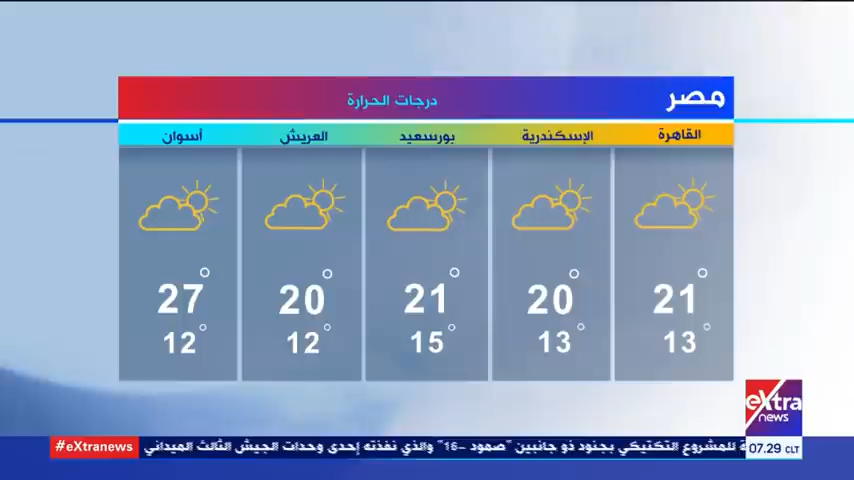 مصر
درجات الحرارة
القاهرة الإسكندرية بورسعيد العريش أسوان
21° 20° 21° 20° 27°
13° 13° 15° 12° 12°
eXtra
news
07.29 CLT
ة للمشروع التكتيكي بجنود ذو جانبين "صمود -16" والذي نفذته إحدى وحدات الجيش الثالث الميداني
#eXtranews